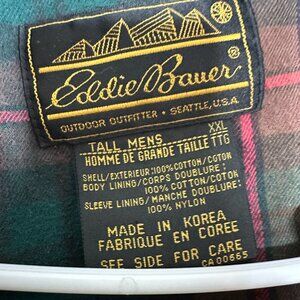 Eddie Bauer ®
OUTDOOR OUTFITTER • SEATTLE, U.S.A.
TALL MENS XXL
HOMME DE GRANDE TAILLE TTG
SHELL/EXTERIEUR:100%COTTON/COTON
BODY LINING/CORPS DOUBLURE:
100% COTTON/COTON
SLEEVE LINING/MANCHE DOUBLURE:
100% NYLON
MADE IN KOREA
FABRIQUE EN COREE
SEE SIDE FOR CARE
CA00665